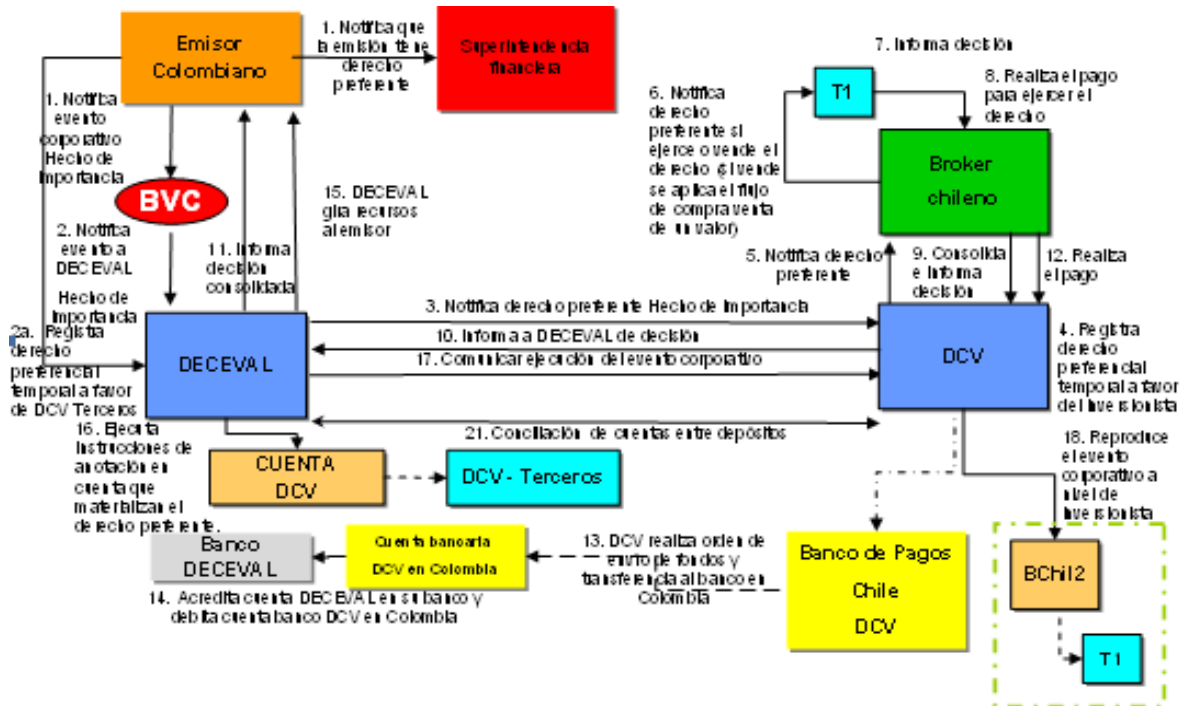 Emisor
Colombiano
1. Notifica que
la emisión tiene
derecho
preferente
Superintendencia
financiera
1. Notifica
evento
corporativo
Hecho de
Importancia
BVC
2. Notifica
evento a
DECEVAL
Hecho de
Importancia
11. Informa
decisión
consolidada
15. DECEVAL
gira recursos
al emisor
2a. Registra
derecho
preferencial
temporal a favor
de DCV Terceros
DECEVAL
3. Notifica derecho preferente Hecho de Importancia
10. Informa a DECEVAL de decisión
17. Comunicar ejecución del evento corporativo
21. Conciliación de cuentas entre depósitos
6. Notifica
derecho
preferente si
ejerce o vende el
derecho (si vende
se aplica el flujo
de compraventa
de un valor)
T1
7. Informa decisión
8. Realiza el pago
para ejercer el
derecho
Broker
chileno
5. Notifica derecho
preferente
9. Consolida
e informa
decisión
12. Realiza
el pago
DCV
4. Registra
derecho
preferencial
temporal a favor
del Inversionista
16. Ejecuta
Instrucciones de
anotación en
cuenta que
materializan el
derecho preferente.
CUENTA
DCV
DCV - Terceros
18. Reproduce
el evento
corporativo a
nivel de
Inversionista
Banco
DECEVAL
Cuenta bancaria
DCV en Colombia
13. DCV realiza orden de
envío de fondos y
transferencia al banco en
Colombia
14. Acredita cuenta DECEVAL en su banco y
debita cuenta banco DCV en Colombia
Banco de Pagos
Chile
DCV
BChil2
T1